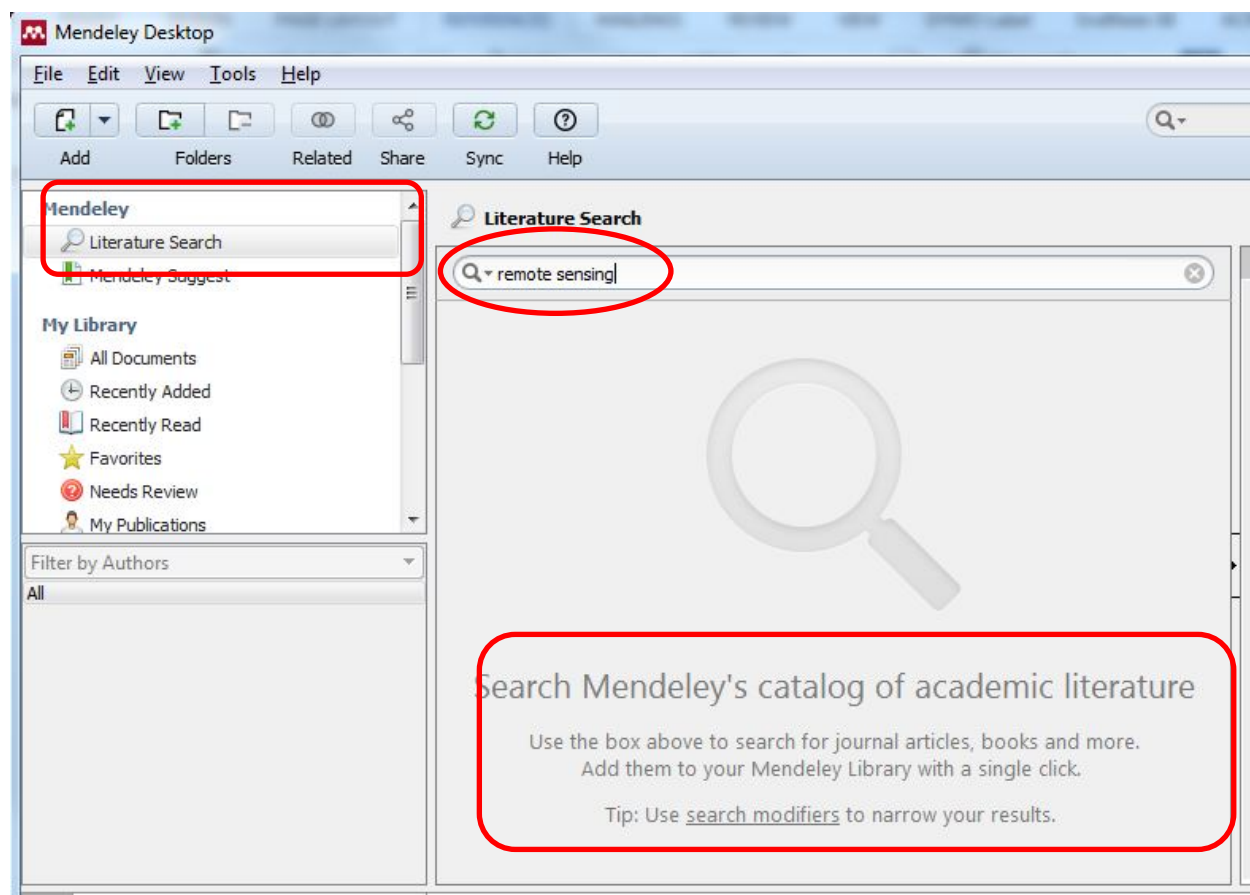 Mendeley Desktop
File Edit View Tools Help
Add Folders Related Share Sync Help
Mendeley
Literature Search
Mendeley Suggest
My Library
All Documents
Recently Added
Recently Read
Favorites
Needs Review
My Publications
Filter by Authors
All
Literature Search
remote sensing
Search Mendeley's catalog of academic literature
Use the box above to search for journal articles, books and more.
Add them to your Mendeley Library with a single click.
Tip: Use search modifiers to narrow your results.